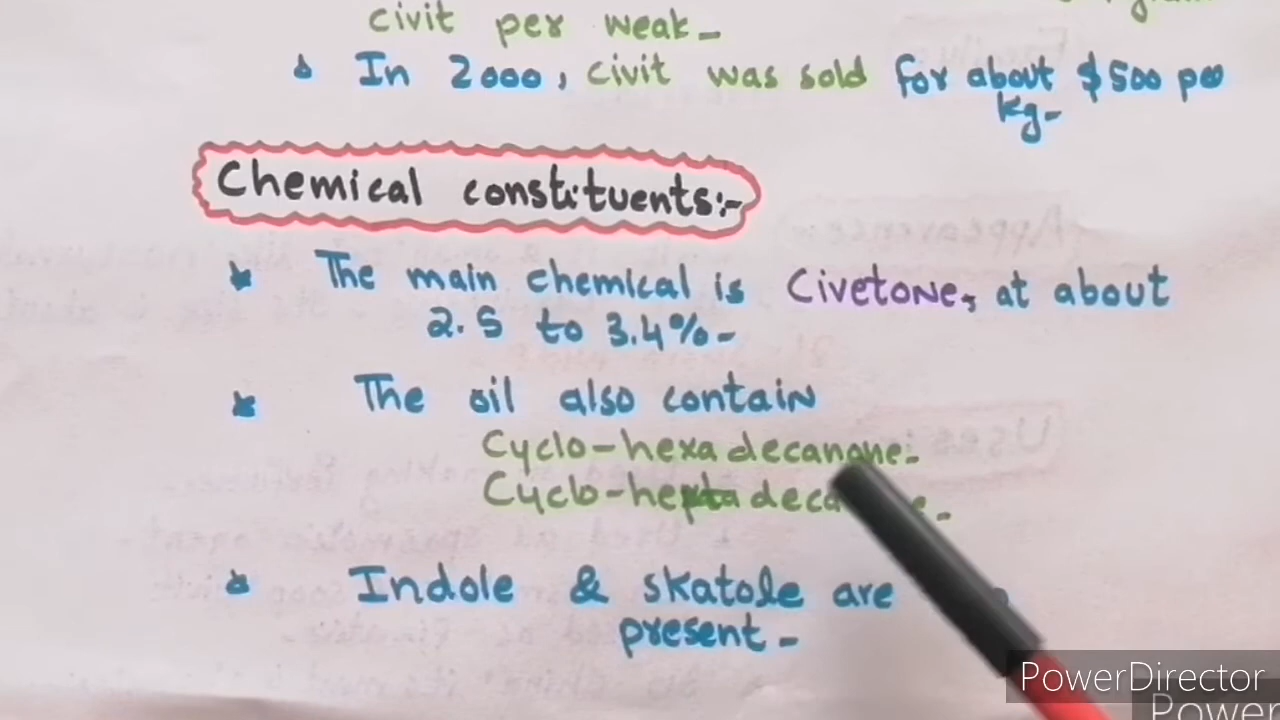 civit per weak-
In 2000, civit was sold for about $500 per
kg-
Chemical constituents:-
The main chemical is Civetone, at about
2.5 to 3.4%-
The oil also contain
Cyclo-hexadecanone-
Cyclo-hepta
Indole & skatole are
present-
PowerDirector
Power